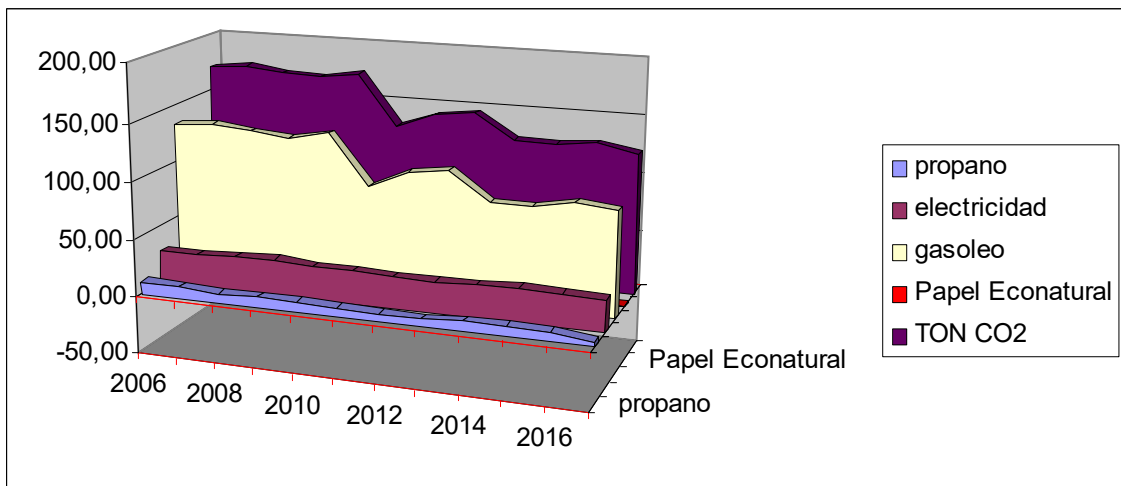 200,00
150,00
100,00
50,00
0,00
-50,00
2006
2008
2010
2012
2014
2016
Papel Econatural
propano
propano
electricidad
gasoleo
Papel Econatural
TON CO2